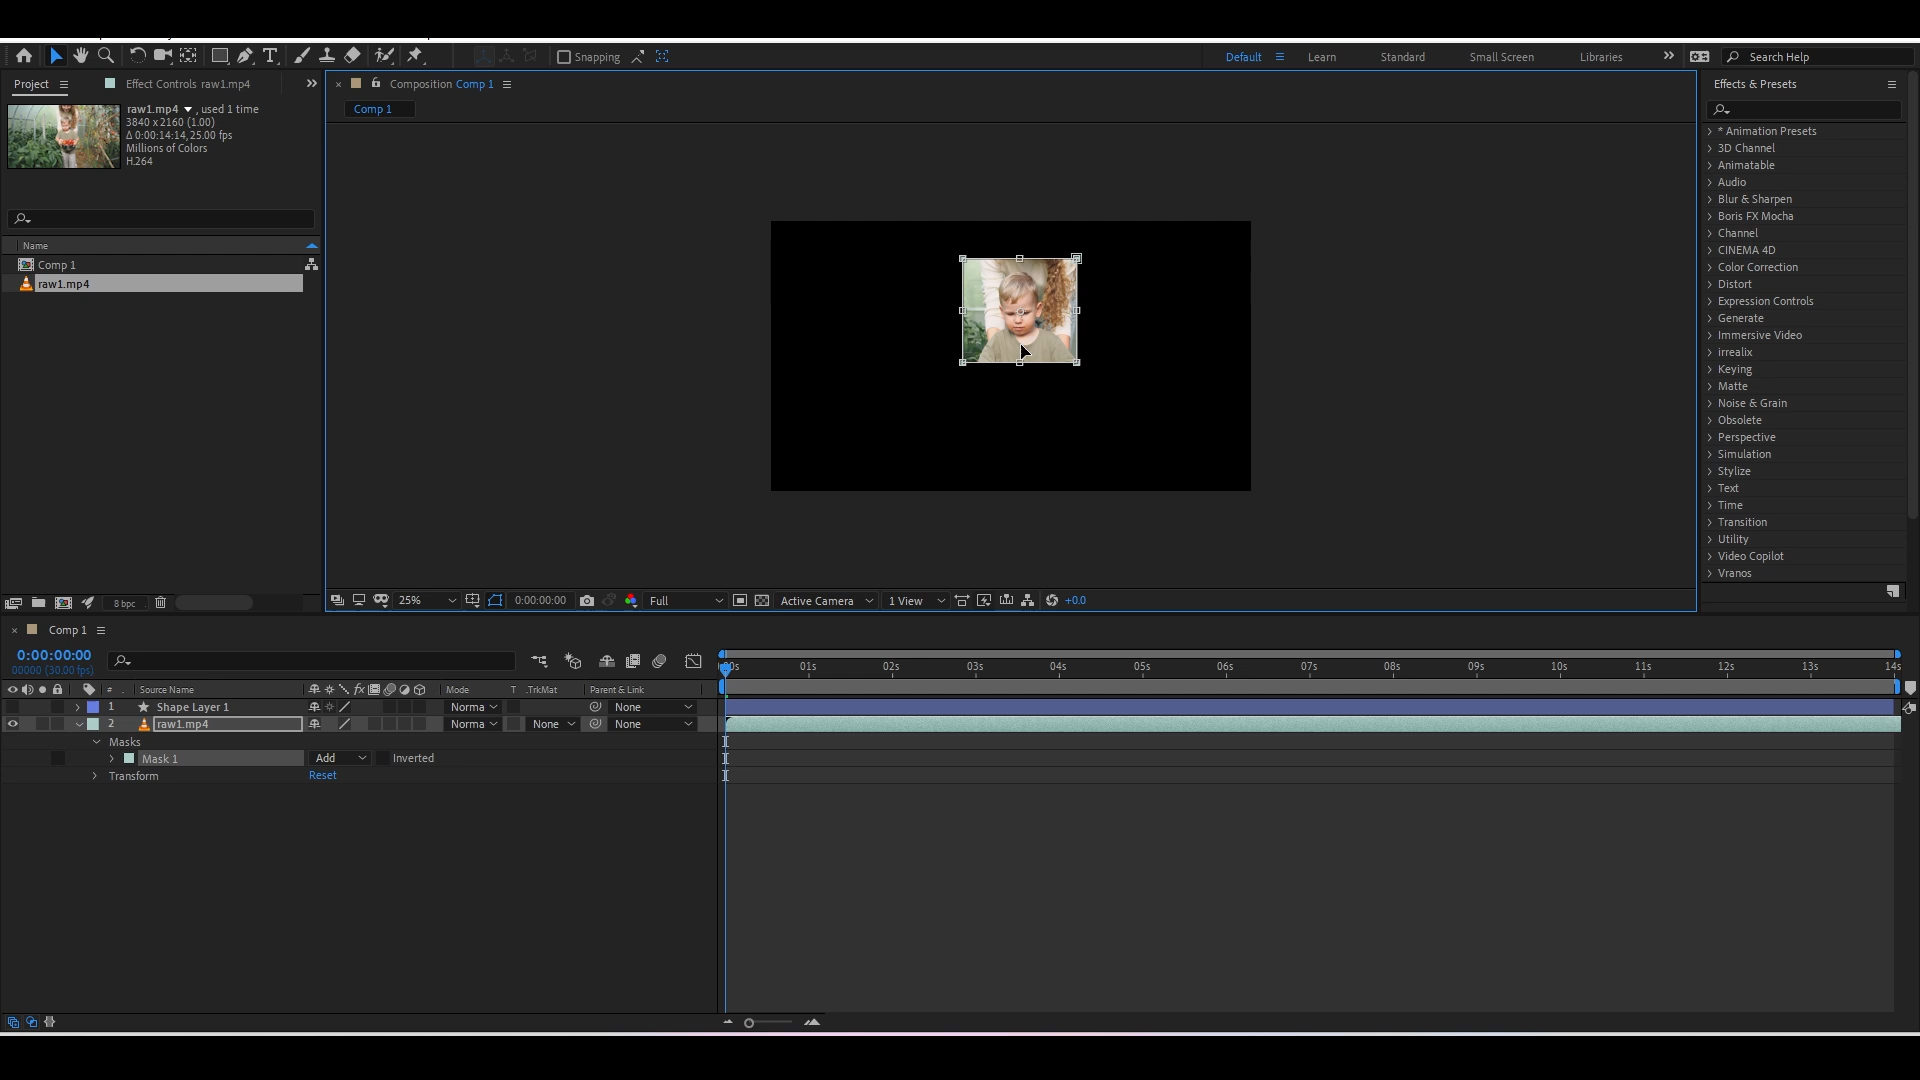 Snapping
Default
Learn
Standard
Small Screen
Libraries
Search Help
Project
Effect Controls raw1.mp4
raw1.mp4 , used 1 time
3840 x 2160 (1.00)
Δ 0:00:14:14, 25.00 fps
Millions of Colors
H.264
Name
Comp 1
raw1.mp4
8 bpc
Composition Comp 1
Comp 1
25%
0:00:00:00
Full
Active Camera
1 View
+0.0
Effects & Presets
* Animation Presets
3D Channel
Animatable
Audio
Blur & Sharpen
Boris FX Mocha
Channel
CINEMA 4D
Color Correction
Distort
Expression Controls
Generate
Immersive Video
irrealix
Keying
Matte
Noise & Grain
Obsolete
Perspective
Simulation
Stylize
Text
Time
Transition
Utility
Video Copilot
Vranos
Comp 1
0:00:00:00
00000 (30.00 fps)
:00s 01s 02s 03s 04s 05s 06s 07s 08s 09s 10s 11s 12s 13s 14s
# . Source Name fx Mode T .TrkMat Parent & Link
1 Shape Layer 1 Norma None
2 raw1.mp4 Norma None None
Masks
Mask 1 Add Inverted
Transform Reset